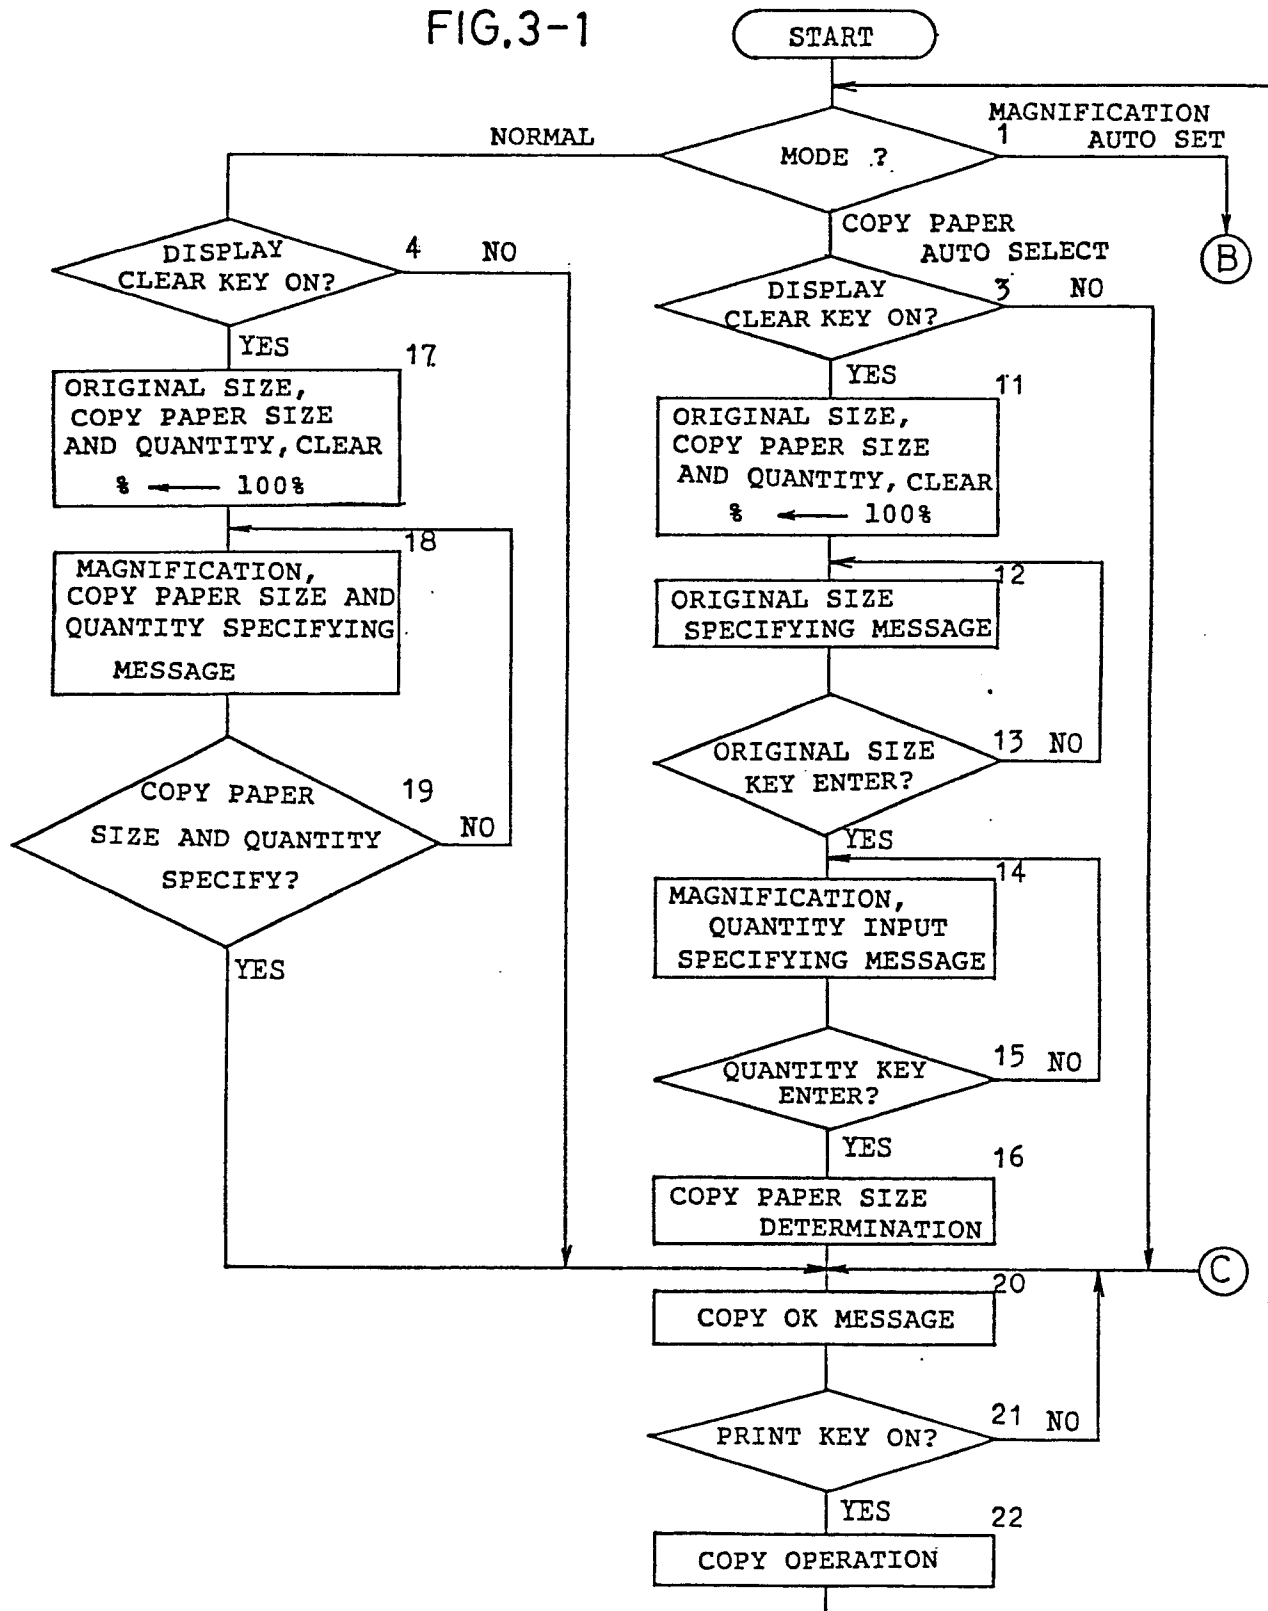 FIG.3-1
START
MAGNIFICATION
AUTO SET
NORMAL
1
MODE ?
COPY PAPER
AUTO SELECT
B
DISPLAY
CLEAR KEY ON?
4
NO
YES
17
ORIGINAL SIZE,
COPY PAPER SIZE
AND QUANTITY, CLEAR
% ← 100%
18
MAGNIFICATION,
COPY PAPER SIZE AND
QUANTITY SPECIFYING
MESSAGE
19
COPY PAPER
SIZE AND QUANTITY
SPECIFY?
NO
YES
DISPLAY
CLEAR KEY ON?
3
NO
YES
11
ORIGINAL SIZE,
COPY PAPER SIZE
AND QUANTITY, CLEAR
% ← 100%
12
ORIGINAL SIZE
SPECIFYING MESSAGE
13 NO
ORIGINAL SIZE
KEY ENTER?
YES
14
MAGNIFICATION,
QUANTITY INPUT
SPECIFYING MESSAGE
15 NO
QUANTITY KEY
ENTER?
YES
16
COPY PAPER SIZE
DETERMINATION
C
20
COPY OK MESSAGE
21 NO
PRINT KEY ON?
YES
22
COPY OPERATION